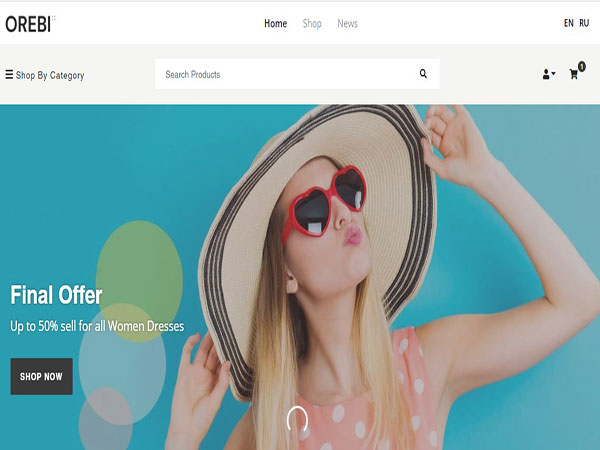 OREBI
Home Shop News
EN RU
Shop By Category
Search Products
1
Final Offer
Up to 50% sell for all Women Dresses
SHOP NOW